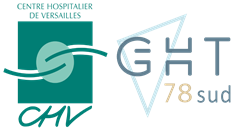 CENTRE HOSPITALIER
DE VERSAILLES
CHV
GHT
78 sud